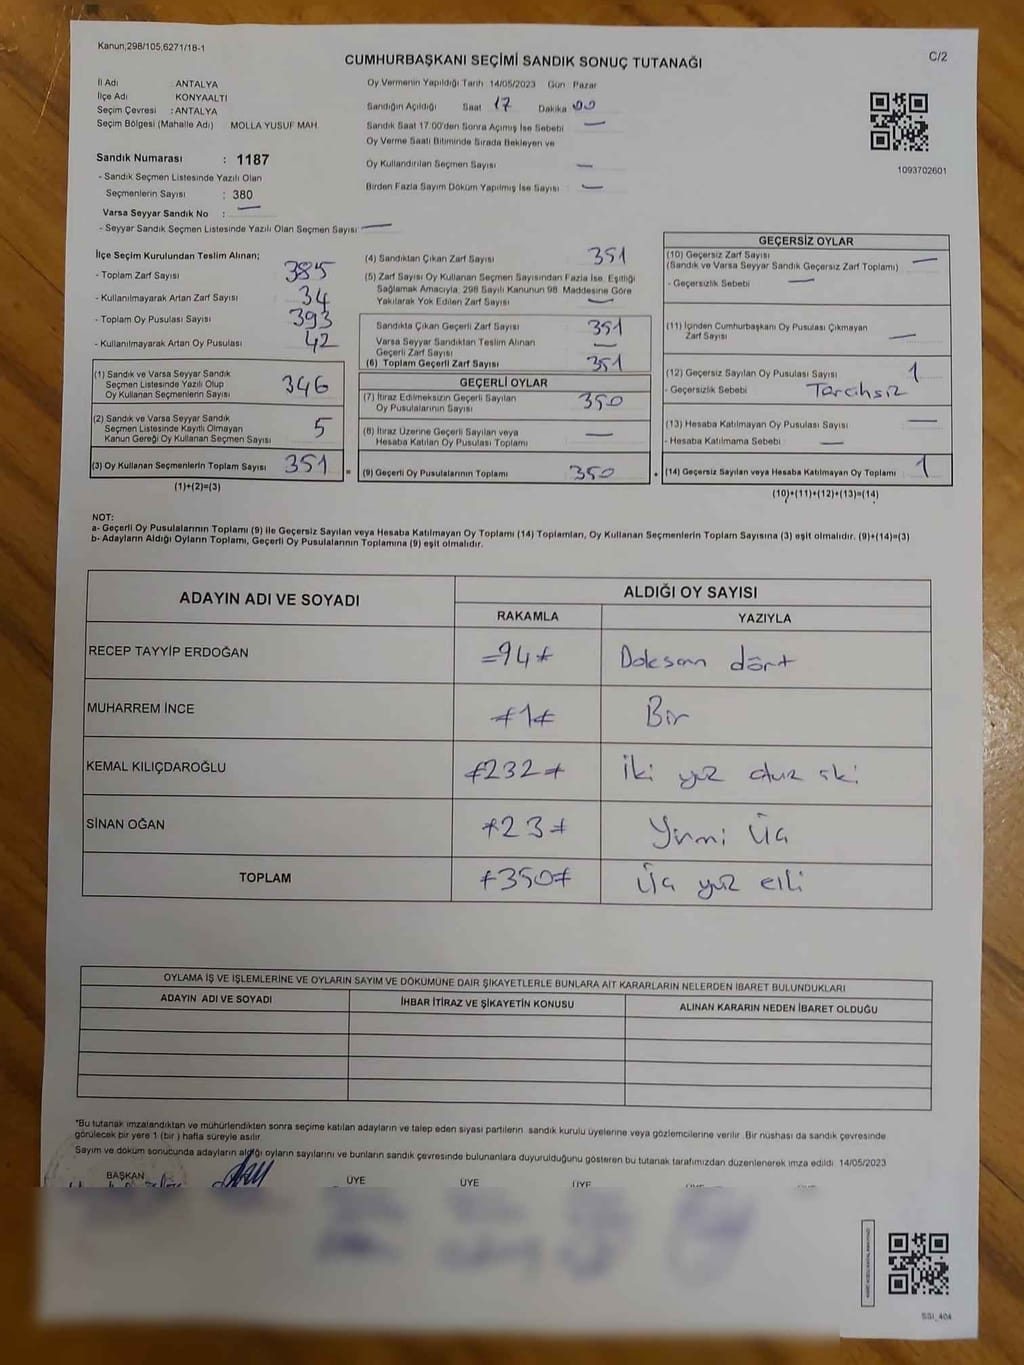 Kanun,298/105,6271/18-1
CUMHURBAŞKANI SEÇİMİ SANDIK SONUÇ TUTANAĞI
C/2
İl Adı : ANTALYA
İlçe Adı KONYAALTI
Seçim Çevresi : ANTALYA
Seçim Bölgesi (Mahalle Adı) MOLLA YUSUF MAH.
Sandık Numarası : 1187
- Sandık Seçmen Listesinde Yazılı Olan
Seçmenlerin Sayısı : 380
Varsa Seyyar Sandık No : —
- Seyyar Sandık Seçmen Listesinde Yazılı Olan Seçmen Sayısı —
Oy Vermenin Yapıldığı Tarih 14/05/2023 Gün Pazar
Sandığın Açıldığı Saat 17 Dakika 00
Sandık Saat 17:00'den Sonra Açımış İse Sebebi —
Oy Verme Saati Bitiminde Sırada Bekleyen ve
Oy Kullandırılan Seçmen Sayısı —
Birden Fazla Sayım Döküm Yapılmış İse Sayısı —
1093702601
İlçe Seçim Kurulundan Teslim Alınan;
- Toplam Zarf Sayısı 385
- Kullanılmayarak Artan Zarf Sayısı 34
- Toplam Oy Pusulası Sayısı 393
- Kullanılmayarak Artan Oy Pusulası 42
(1) Sandık ve Varsa Seyyar Sandık
Seçmen Listesinde Yazılı Olup
Oy Kullanan Seçmenlerin Sayısı 346
(2) Sandık ve Varsa Seyyar Sandık
Seçmen Listesinde Kayıtlı Olmayan
Kanun Gereği Oy Kullanan Seçmen Sayısı 5
(3) Oy Kullanan Seçmenlerin Toplam Sayısı 351 =
(1)+(2)=(3)
(4) Sandıktan Çıkan Zarf Sayısı 351
(5) Zarf Sayısı Oy Kullanan Seçmen Sayısından Fazla İse, Eşitliği
Sağlamak Amacıyla, 298 Sayılı Kanunun 98. Maddesine Göre
Yakılarak Yok Edilen Zarf Sayısı —
Sandıkta Çıkan Geçerli Zarf Sayısı 351
Varsa Seyyar Sandıktan Teslim Alınan
Geçerli Zarf Sayısı —
(6) Toplam Geçerli Zarf Sayısı 351
GEÇERLİ OYLAR
(7) İtiraz Edilmeksizin Geçerli Sayılan
Oy Pusulalarının Sayısı 350
(8) İtiraz Üzerine Geçerli Sayılan veya
Hesaba Katılan Oy Pusulası Toplamı —
(9) Geçerli Oy Pusulalarının Toplamı 350 +
GEÇERSİZ OYLAR
(10) Geçersiz Zarf Sayısı
(Sandık ve Varsa Seyyar Sandık Geçersiz Zarf Toplamı) —
- Geçersizlik Sebebi —
(11) İçinden Cumhurbaşkanı Oy Pusulası Çıkmayan
Zarf Sayısı —
(12) Geçersiz Sayılan Oy Pusulası Sayısı 1
- Geçersizlik Sebebi Tercihsiz
(13) Hesaba Katılmayan Oy Pusulası Sayısı —
- Hesaba Katılmama Sebebi —
(14) Geçersiz Sayılan veya Hesaba Katılmayan Oy Toplamı 1
(10)+(11)+(12)+(13)=(14)
NOT:
a- Geçerli Oy Pusulalarının Toplamı (9) ile Geçersiz Sayılan veya Hesaba Katılmayan Oy Toplamı (14) Toplamları, Oy Kullanan Seçmenlerin Toplam Sayısına (3) eşit olmalıdır. (9)+(14)=(3)
b- Adayların Aldığı Oyların Toplamı, Geçerli Oy Pusulalarının Toplamına (9) eşit olmalıdır.
ADAYIN ADI VE SOYADI
ALDIĞI OY SAYISI
RAKAMLA YAZIYLA
RECEP TAYYİP ERDOĞAN =94≠ Doksan dört
MUHARREM İNCE ≠1≠ Bir
KEMAL KILIÇDAROĞLU ≠232≠ İki yüz otuz iki
SİNAN OĞAN ≠23≠ Yirmi Üç
TOPLAM ≠350≠ Üç yüz elli
OYLAMA İŞ VE İŞLEMLERİNE VE OYLARIN SAYIM VE DÖKÜMÜNE DAİR ŞİKAYETLERLE BUNLARA AİT KARARLARIN NELERDEN İBARET BULUNDUKLARI
ADAYIN ADI VE SOYADI İHBAR İTİRAZ VE ŞİKAYETİN KONUSU ALINAN KARARIN NEDEN İBARET OLDUĞU
*Bu tutanak imzalandıktan ve mühürlendikten sonra seçime katılan adayların ve talep eden siyasi partilerin sandık kurulu üyelerine veya gözlemcilerine verilir. Bir nüshası da sandık çevresinde
görülecek bir yere 1 (bir) hafta süreyle asılır.
Sayım ve döküm sonucunda adayların aldığı oyların sayılarını ve bunların sandık çevresinde bulunanlara duyurulduğunu gösteren bu tutanak tarafımızdan düzenlenerek imza edildi. 14/05/2023
BAŞKAN ÜYE ÜYE ÜYE